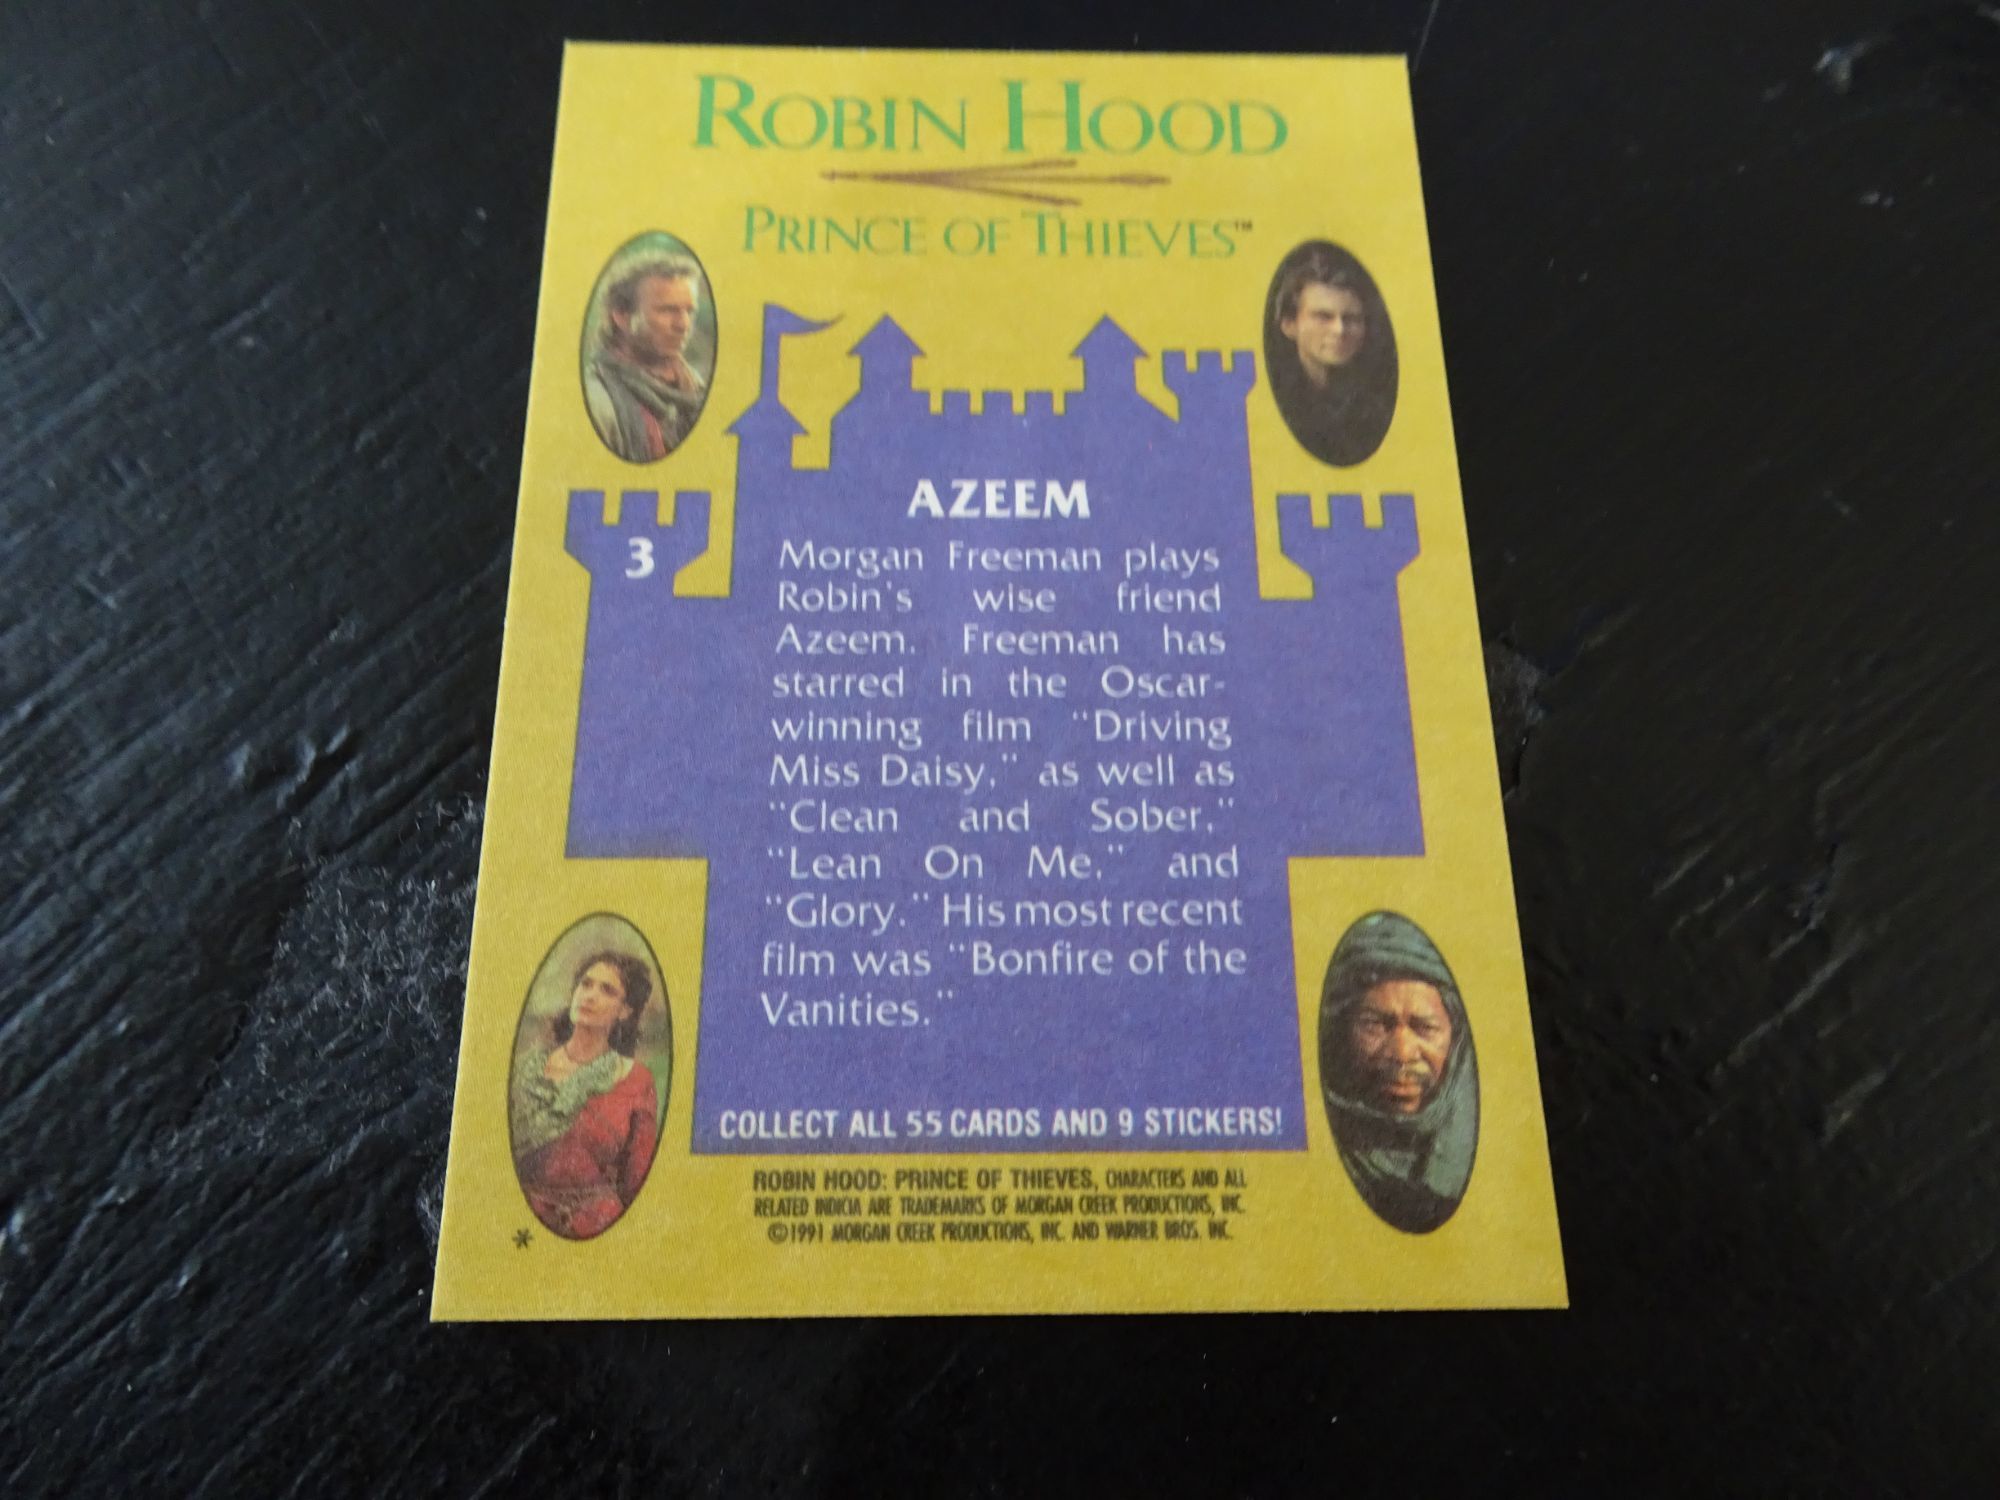 ROBIN HOOD
PRINCE OF THIEVES™
AZEEM
3
Morgan Freeman plays
Robin's wise friend
Azeem. Freeman has
starred in the Oscar-
winning film "Driving
Miss Daisy," as well as
"Clean and Sober,"
"Lean On Me," and
"Glory." His most recent
film was "Bonfire of the
Vanities."
COLLECT ALL 55 CARDS AND 9 STICKERS!
ROBIN HOOD: PRINCE OF THIEVES, CHARACTERS AND ALL
RELATED INDICIA ARE TRADEMARKS OF MORGAN CREEK PRODUCTIONS, INC.
©1991 MORGAN CREEK PRODUCTIONS, INC. AND WARNER BROS. INC.
*